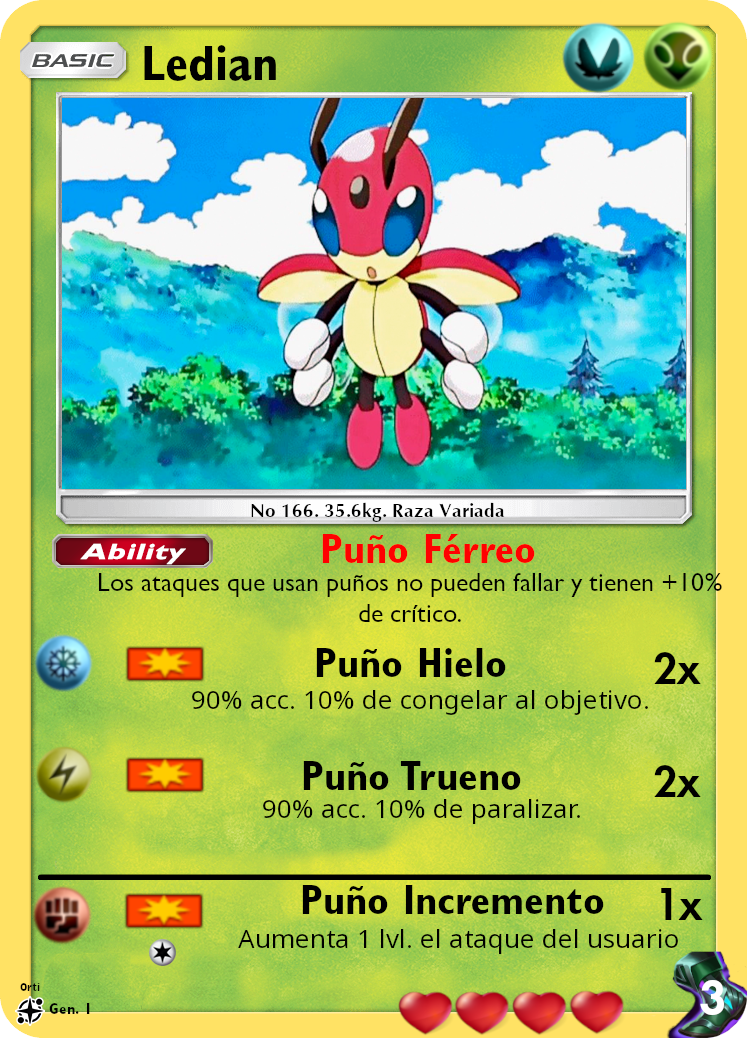 BASIC Ledian
No 166. 35.6kg. Raza Variada
Ability Puño Férreo
Los ataques que usan puños no pueden fallar y tienen +10%
de crítico.
Puño Hielo 2x
90% acc. 10% de congelar al objetivo.
Puño Trueno 2x
90% acc. 10% de paralizar.
Puño Incremento 1x
Aumenta 1 lvl. el ataque del usuario
Orti
Gen. I
3